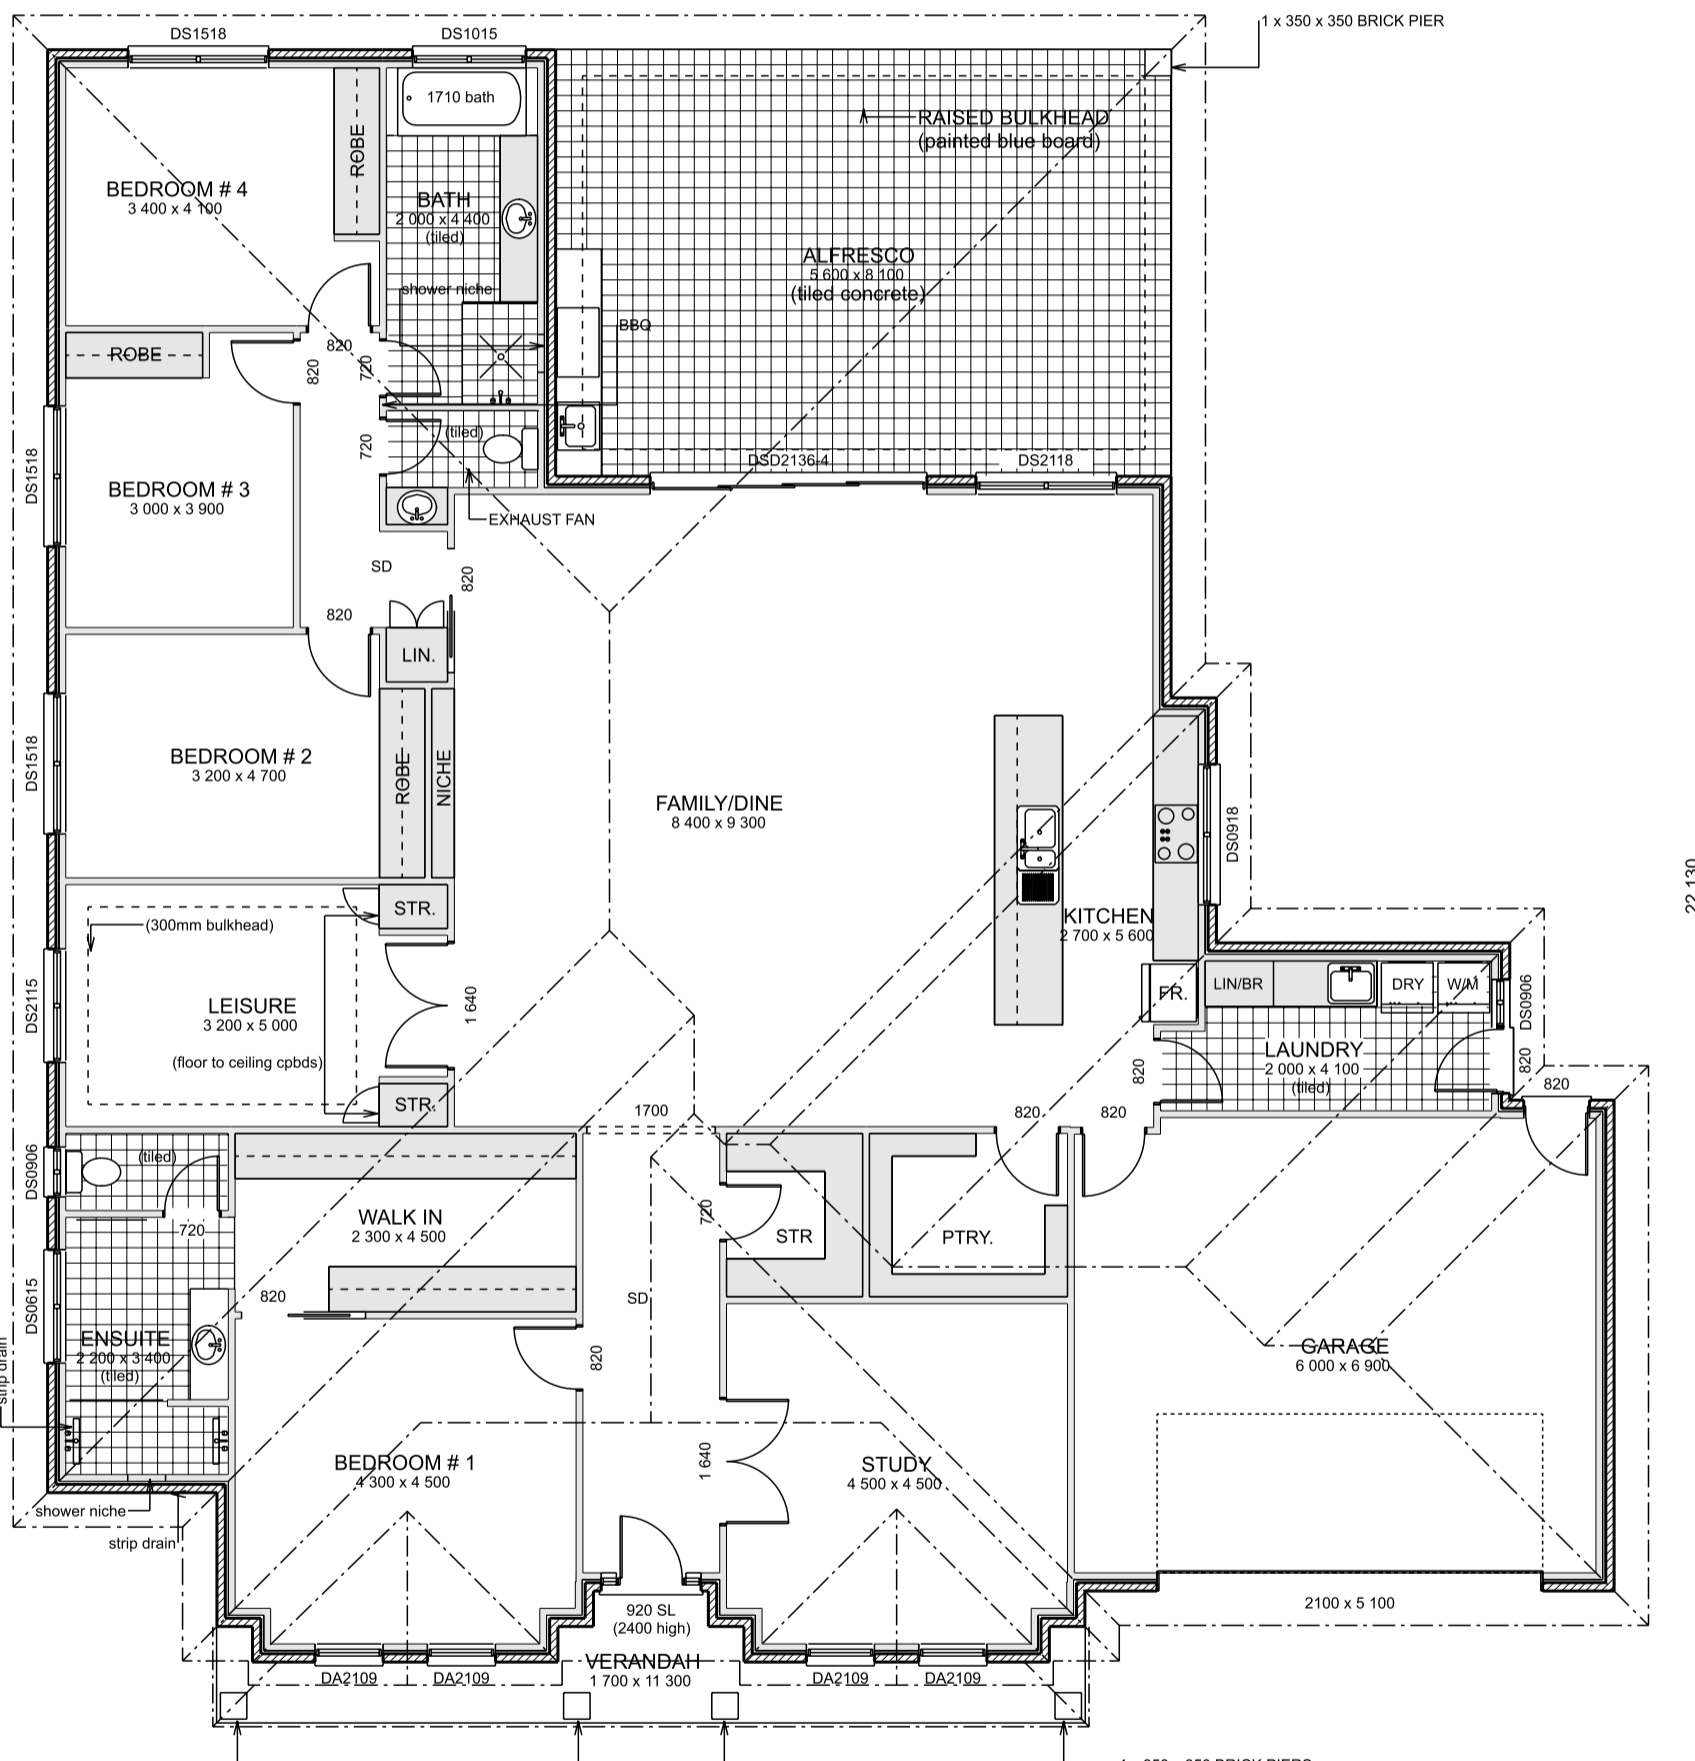 DS1518
DS1015
1 x 350 x 350 BRICK PIER
1710 bath
RAISED BULKHEAD
(painted blue board)
ROBE
BEDROOM # 4
3 400 x 4 100
BATH
2 000 x 4 400
(tiled)
ALFRESCO
5 600 x 8 100
(tiled concrete)
shower niche
BBQ
820
ROBE
820
720
(tiled)
720
DSD2136-4
DS2118
DS1518
BEDROOM # 3
3 000 x 3 900
EXHAUST FAN
SD
820
820
LIN.
DS1518
BEDROOM # 2
3 200 x 4 700
ROBE
NICHE
FAMILY/DINE
8 400 x 9 300
DS0918
22 130
STR.
(300mm bulkhead)
KITCHEN
2 700 x 5 600
DS2115
LEISURE
3 200 x 5 000
1 640
(floor to ceiling cpbds)
FR.
LIN/BR
DRY
W/M
DS0906
LAUNDRY
2 000 x 4 100
(tiled)
820
820
820
STR.
1700
820
820
DS0906
(tiled)
720
WALK IN
2 300 x 4 500
720
STR
PTRY.
DS0615
820
SD
ENSUITE
2 200 x 3 400
(tiled)
820
GARAGE
6 000 x 6 900
strip drain
BEDROOM # 1
4 300 x 4 500
1 640
STUDY
4 500 x 4 500
shower niche
strip drain
920 SL
(2400 high)
2100 x 5 100
VERANDAH
1 700 x 11 300
DA2109
DA2109
DA2109
DA2109